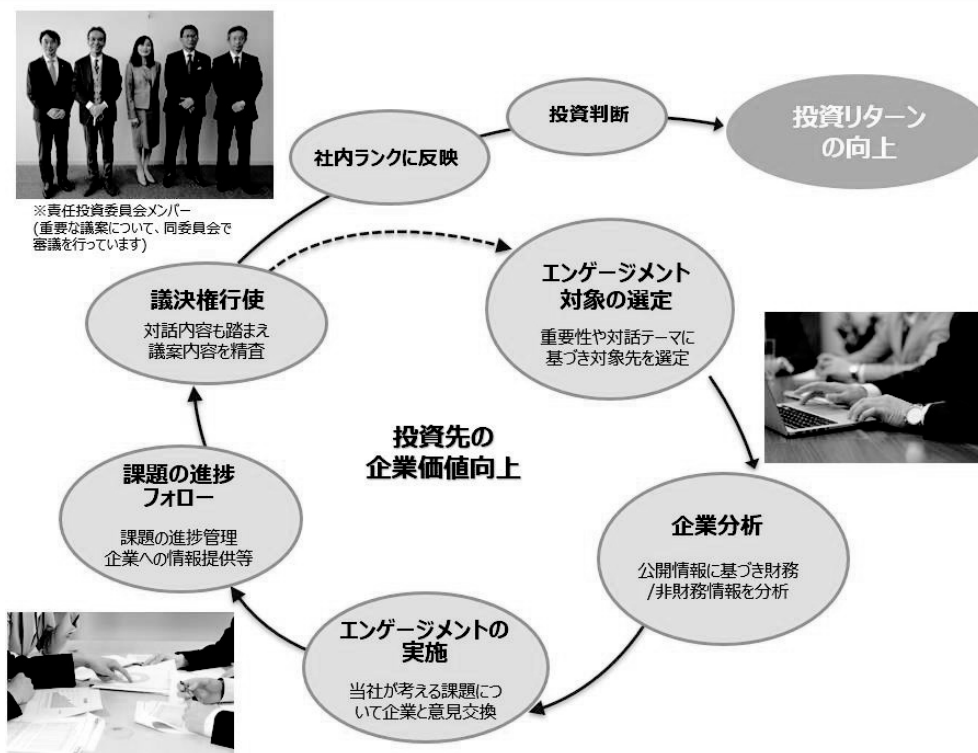 投資判断
投資リターン
の向上
社内ランクに反映
※責任投資委員会メンバー
(重要な議案について、同委員会で
審議を行っています)
議決権行使
対話内容も踏まえ
議案内容を精査
エンゲージメント
対象の選定
重要性や対話テーマに
基づき対象先を選定
投資先の
企業価値向上
課題の進捗
フォロー
課題の進捗管理
企業への情報提供等
企業分析
公開情報に基づき財務
/非財務情報を分析
エンゲージメントの
実施
当社が考える課題につ
いて企業と意見交換